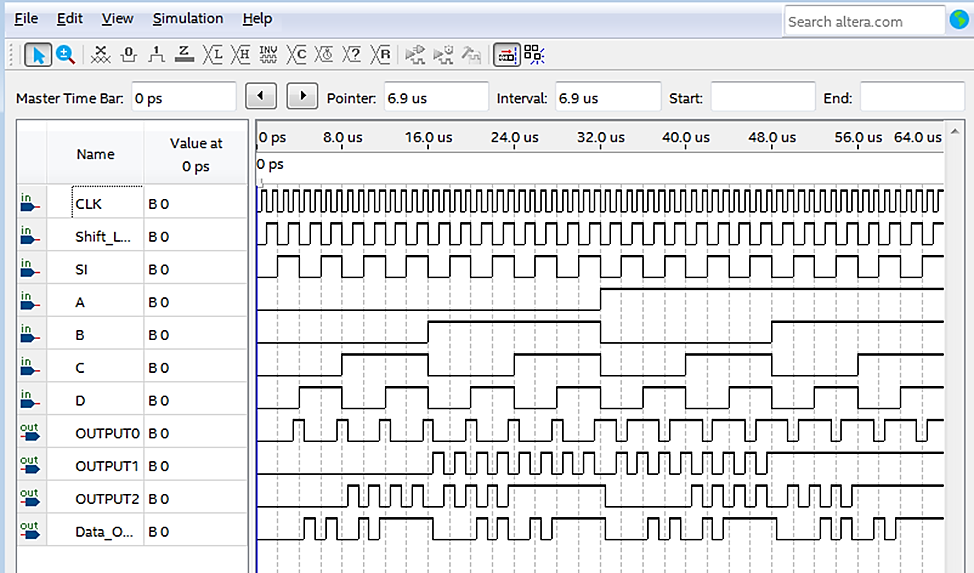 File Edit View Simulation Help
Search altera.com
Master Time Bar: 0 ps Pointer: 6.9 us Interval: 6.9 us Start: End:
Name Value at 0 ps
0 ps 8.0 us 16.0 us 24.0 us 32.0 us 40.0 us 48.0 us 56.0 us 64.0 us
0 ps
in CLK B 0
in Shift_L... B 0
in SI B 0
in A B 0
in B B 0
in C B 0
in D B 0
out OUTPUT0 B 0
out OUTPUT1 B 0
out OUTPUT2 B 0
out Data_O... B 0